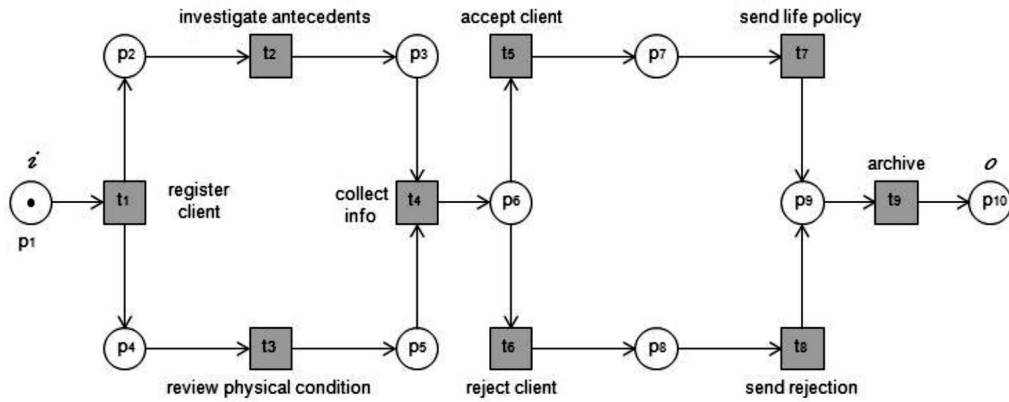 investigate antecedents
accept client
send life policy
p2
t2
p3
t5
p7
t7
i
archive
o
t1
register
client
collect
info
t4
p6
p9
t9
p10
p1
p4
t3
p5
t6
p8
t8
review physical condition
reject client
send rejection